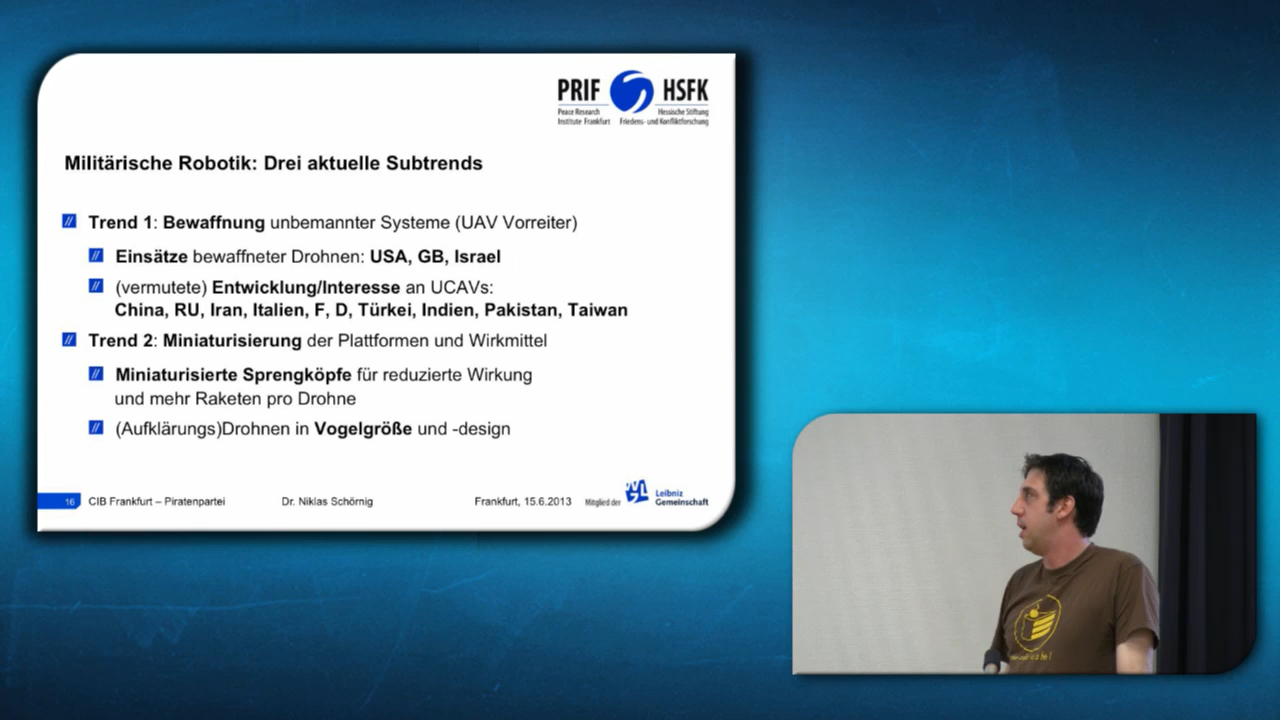 PRIF HSFK
Peace Research Hessische Stiftung
Institute Frankfurt Friedens- und Konfliktforschung
Militärische Robotik: Drei aktuelle Subtrends
Trend 1: Bewaffnung unbemannter Systeme (UAV Vorreiter)
Einsätze bewaffneter Drohnen: USA, GB, Israel
(vermutete) Entwicklung/Interesse an UCAVs:
China, RU, Iran, Italien, F, D, Türkei, Indien, Pakistan, Taiwan
Trend 2: Miniaturisierung der Plattformen und Wirkmittel
Miniaturisierte Sprengköpfe für reduzierte Wirkung
und mehr Raketen pro Drohne
(Aufklärungs)Drohnen in Vogelgröße und -design
16 CIB Frankfurt – Piratenpartei Dr. Niklas Schörnig Frankfurt, 15.6.2013 Mitglied der Leibniz
Gemeinschaft